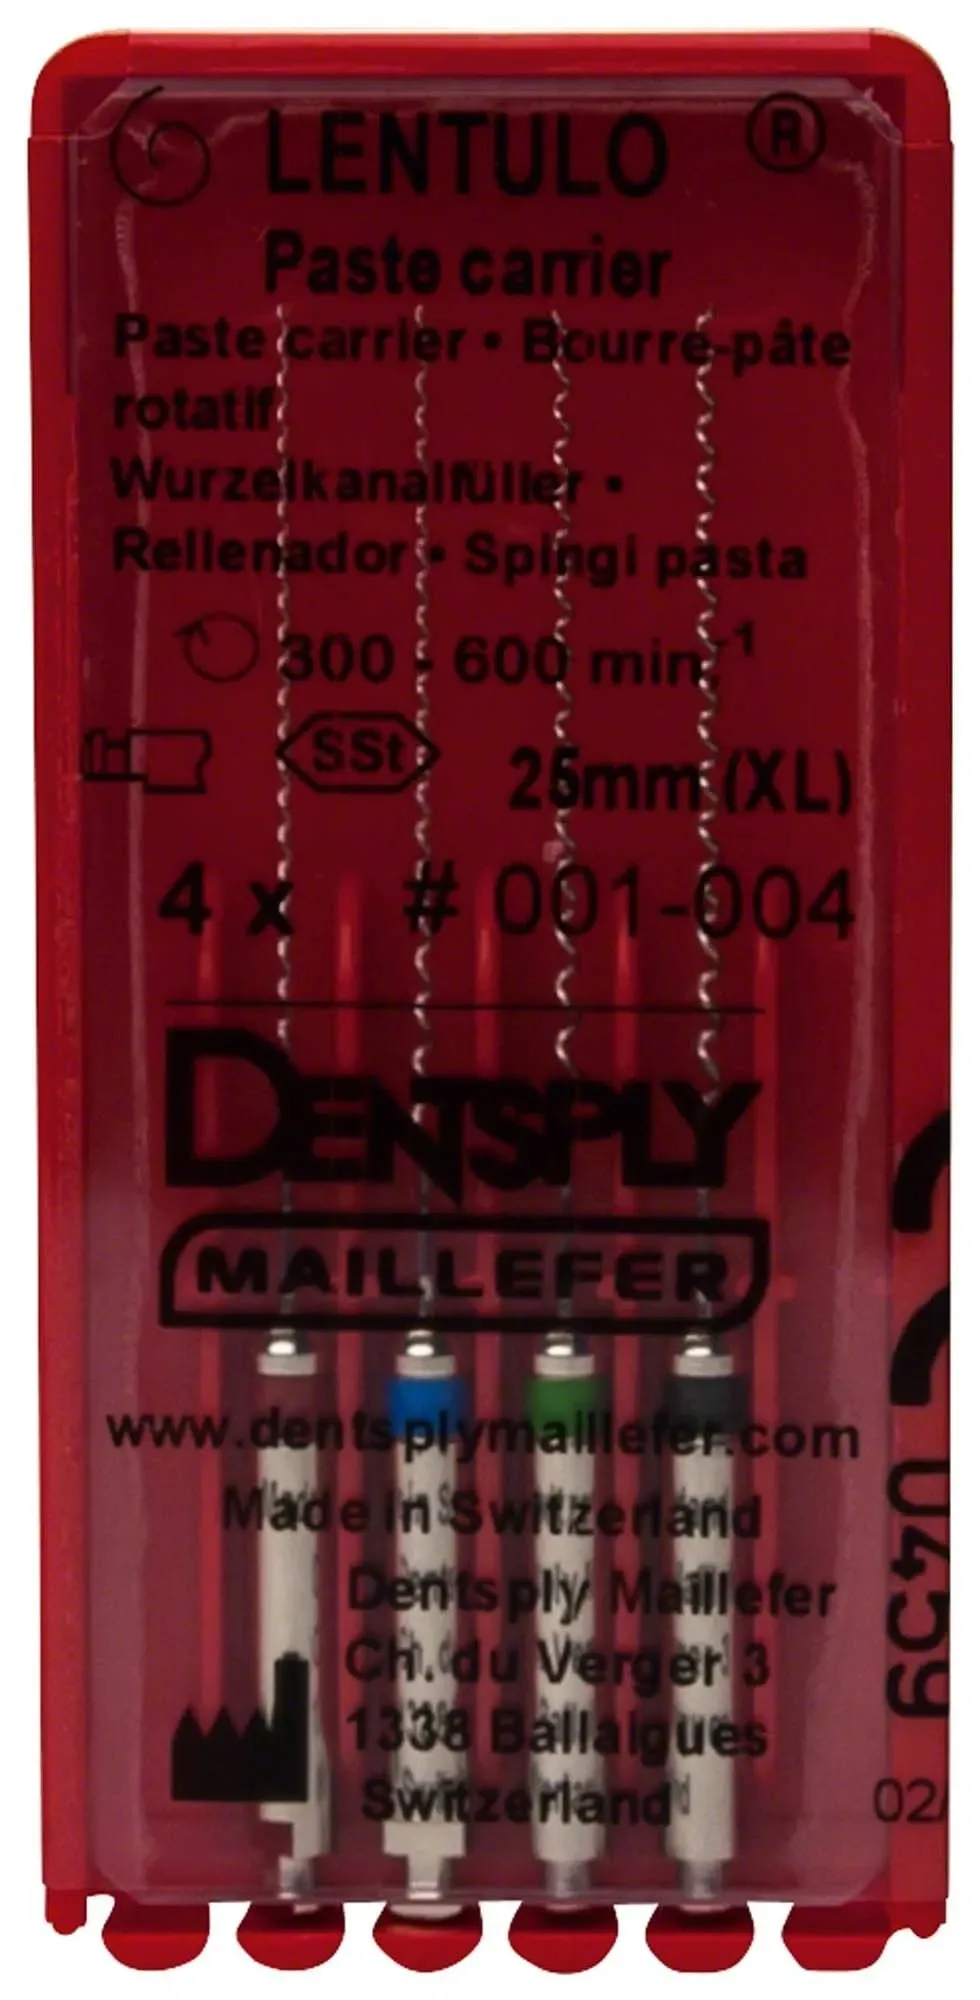 LENTULO ®
Paste carrier
Paste carrier • Bourre-pâte
rotatif
Wurzelkanalfüller •
Rellenador • Spingi pasta
300 - 600 min.-1
SSt
25mm (XL)
4 x # 001-004
DENTSPLY
MAILLEFER
www.dentsplymaillefer.com
Made in Switzerland
Dentsply Maillefer
Ch. du Verger 3
1338 Ballaigues
Switzerland
CE 0459
02/